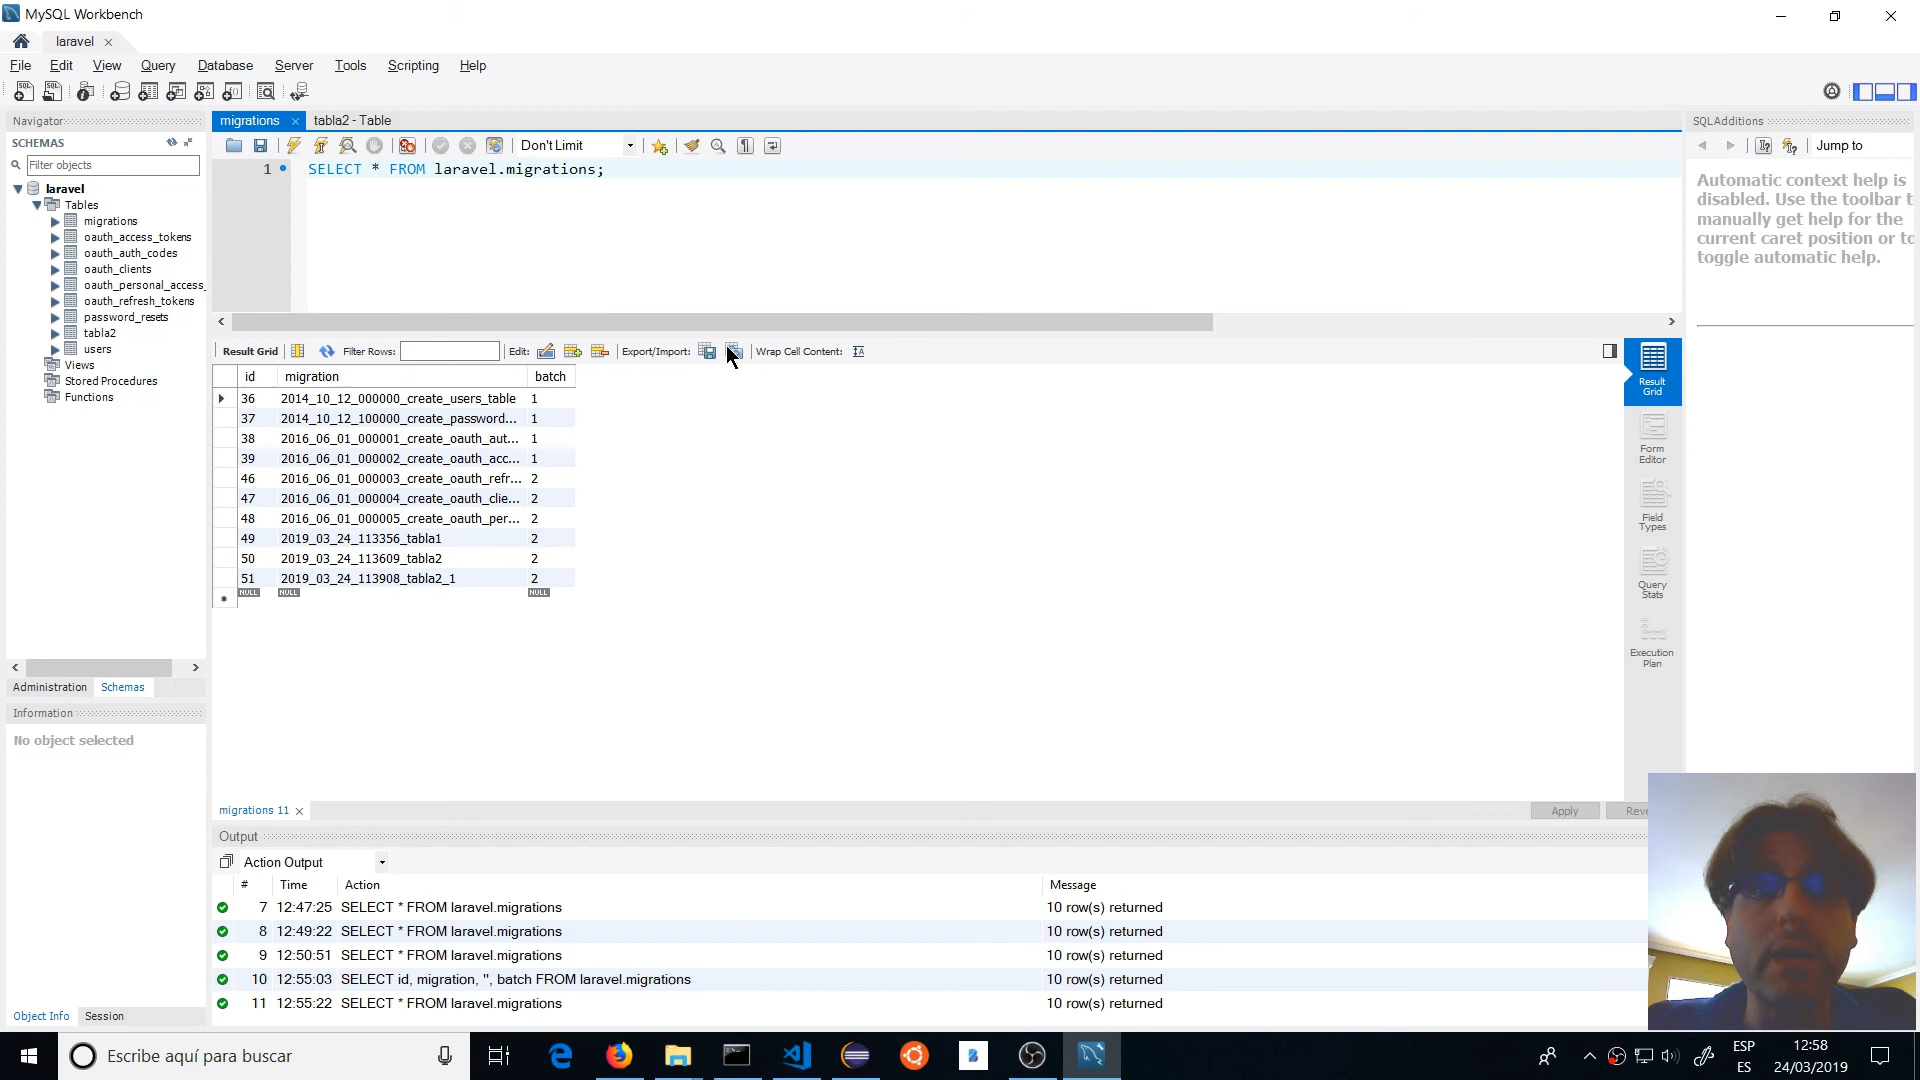 MySQL Workbench
laravel
File Edit View Query Database Server Tools Scripting Help
Navigator
SCHEMAS
Filter objects
laravel
Tables
migrations
oauth_access_tokens
oauth_auth_codes
oauth_clients
oauth_personal_access_
oauth_refresh_tokens
password_resets
tabla2
users
Views
Stored Procedures
Functions
Administration Schemas
Information
No object selected
Object Info Session
migrations tabla2 - Table
Don't Limit
1 SELECT * FROM laravel.migrations;
Result Grid Filter Rows: Edit: Export/Import: Wrap Cell Content:
id migration batch
36 2014_10_12_000000_create_users_table 1
37 2014_10_12_100000_create_password... 1
38 2016_06_01_000001_create_oauth_aut... 1
39 2016_06_01_000002_create_oauth_acc... 1
46 2016_06_01_000003_create_oauth_refr... 2
47 2016_06_01_000004_create_oauth_clie... 2
48 2016_06_01_000005_create_oauth_per... 2
49 2019_03_24_113356_tabla1 2
50 2019_03_24_113609_tabla2 2
51 2019_03_24_113908_tabla2_1 2
NULL NULL NULL
Result
Grid
Form
Editor
Field
Types
Query
Stats
Execution
Plan
migrations 11
Apply Reve
Output
Action Output
# Time Action Message
7 12:47:25 SELECT * FROM laravel.migrations 10 row(s) returned
8 12:49:22 SELECT * FROM laravel.migrations 10 row(s) returned
9 12:50:51 SELECT * FROM laravel.migrations 10 row(s) returned
10 12:55:03 SELECT id, migration, '', batch FROM laravel.migrations 10 row(s) returned
11 12:55:22 SELECT * FROM laravel.migrations 10 row(s) returned
SQLAdditions
Jump to
Automatic context help is
disabled. Use the toolbar t
manually get help for the
current caret position or to
toggle automatic help.
Escribe aquí para buscar
ESP
ES
12:58
24/03/2019